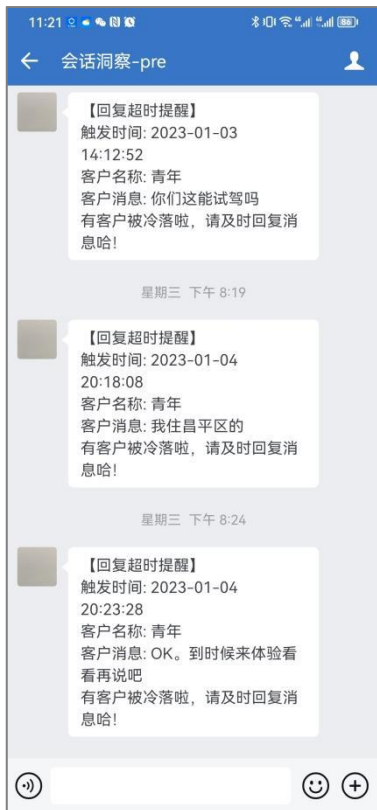 11:21
86
会话洞察-pre
【回复超时提醒】
触发时间: 2023-01-03
14:12:52
客户名称: 青年
客户消息: 你们这能试驾吗
有客户被冷落啦，请及时回复消
息哈!
星期三 下午 8:19
【回复超时提醒】
触发时间: 2023-01-04
20:18:08
客户名称: 青年
客户消息: 我住昌平区的
有客户被冷落啦，请及时回复消
息哈!
星期三 下午 8:24
【回复超时提醒】
触发时间: 2023-01-04
20:23:28
客户名称: 青年
客户消息: OK。到时候来体验看
看再说吧
有客户被冷落啦，请及时回复消
息哈!